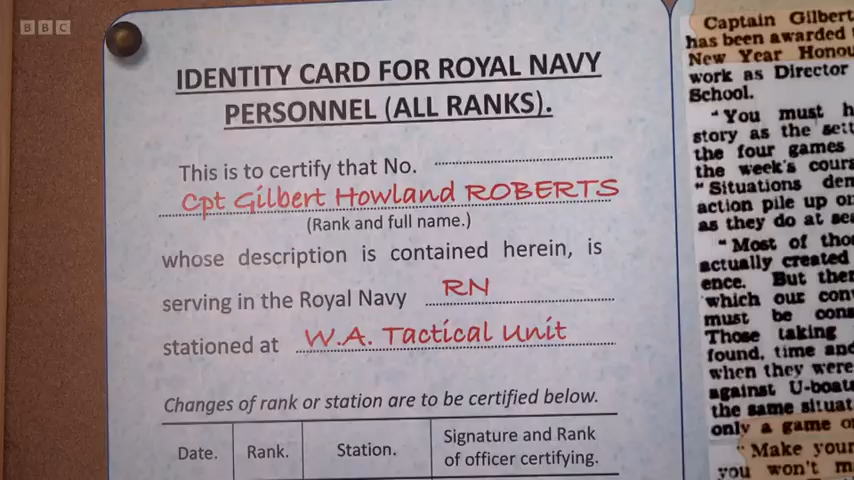 BBC
IDENTITY CARD FOR ROYAL NAVY
PERSONNEL (ALL RANKS).
This is to certify that No.
Cpt Gilbert Howland ROBERTS
(Rank and full name.)
whose description is contained herein, is
serving in the Royal Navy RN
stationed at W.A. Tactical Unit
Changes of rank or station are to be certified below.
Date. Rank. Station. Signature and Rank
of officer certifying.
Captain Gilbert
has been awarded
New Year Honou
work as Director
School.
"You must h
story as the sett
the four games
the week's cours
"Situations dem
action pile up or
as they do at sea
"Most of thos
actually created
ence. But ther
which our con
must be cons
Those taking
found, time and
when they were
against U-boats
the same situat
only a game o
"Make your
you won't m